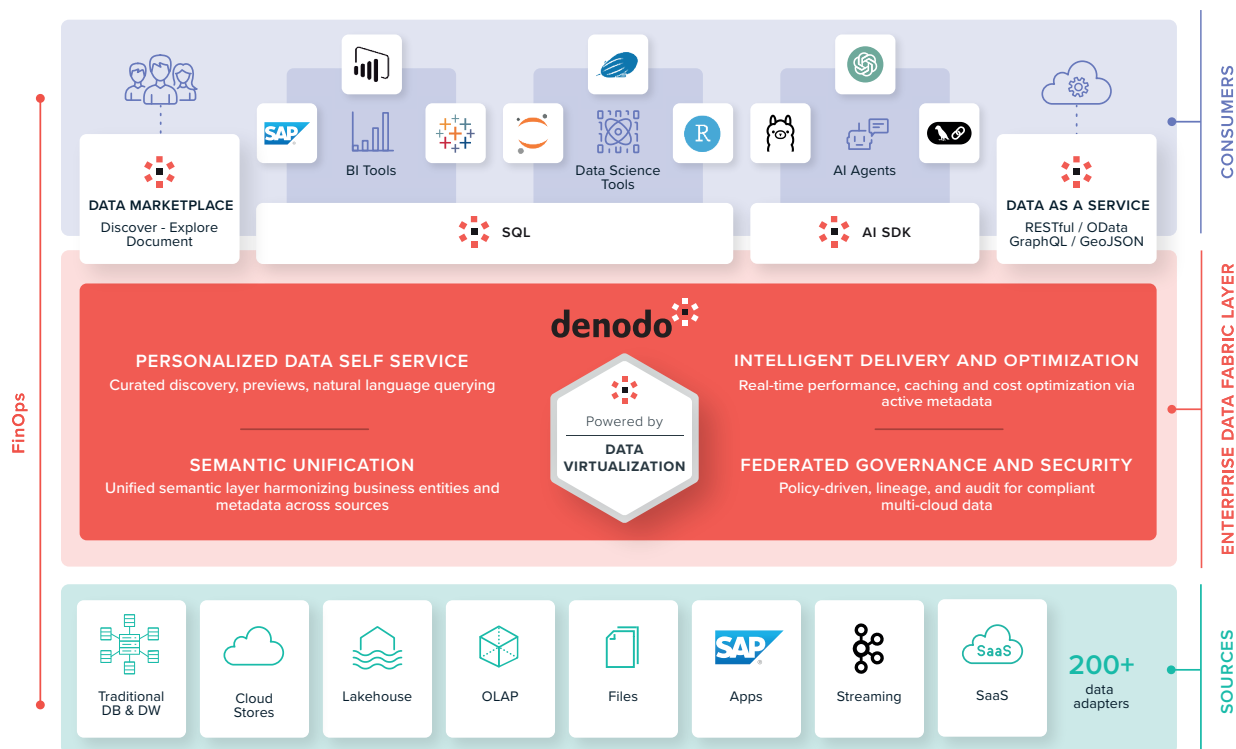 SAP
BI Tools
Data Science
Tools
R
AI Agents
DATA MARKETPLACE
Discover - Explore
Document
SQL
AI SDK
DATA AS A SERVICE
RESTful / OData
GraphQL / GeoJSON
CONSUMERS
FinOps
denodo
PERSONALIZED DATA SELF SERVICE
Curated discovery, previews, natural language querying
SEMANTIC UNIFICATION
Unified semantic layer harmonizing business entities and
metadata across sources
Powered by
DATA
VIRTUALIZATION
INTELLIGENT DELIVERY AND OPTIMIZATION
Real-time performance, caching and cost optimization via
active metadata
FEDERATED GOVERNANCE AND SECURITY
Policy-driven, lineage, and audit for compliant
multi-cloud data
ENTERPRISE DATA FABRIC LAYER
Traditional
DB & DW
Cloud
Stores
Lakehouse
OLAP
Files
SAP®
Apps
Streaming
SaaS
SaaS
200+
data
adapters
SOURCES